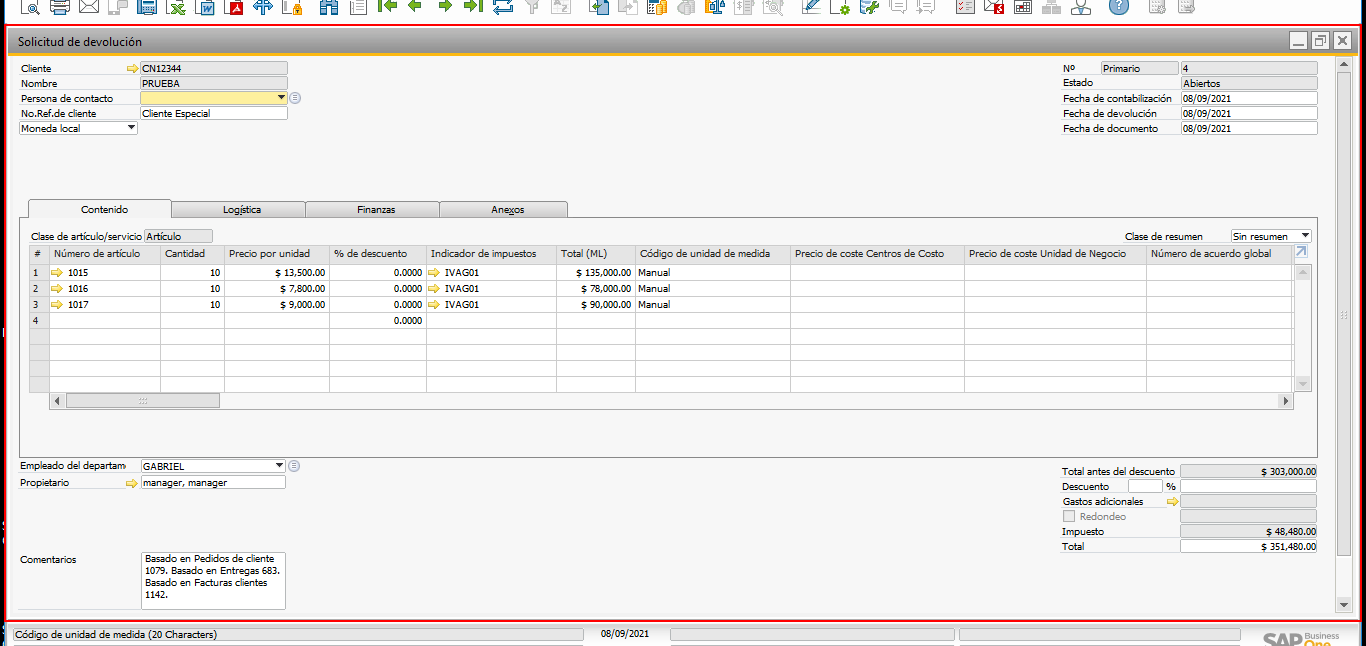 Solicitud de devolución
Cliente CN12344
Nombre PRUEBA
Persona de contacto
No.Ref.de cliente Cliente Especial
Moneda local
Nº Primario 4
Estado Abiertos
Fecha de contabilización 08/09/2021
Fecha de devolución 08/09/2021
Fecha de documento 08/09/2021
Contenido Logística Finanzas Anexos
Clase de artículo/servicio Artículo Clase de resumen Sin resumen
# Número de artículo Cantidad Precio por unidad % de descuento Indicador de impuestos Total (ML) Código de unidad de medida Precio de coste Centros de Costo Precio de coste Unidad de Negocio Número de acuerdo global
1 1015 10 $ 13,500.00 0.0000 IVAG01 $ 135,000.00 Manual
2 1016 10 $ 7,800.00 0.0000 IVAG01 $ 78,000.00 Manual
3 1017 10 $ 9,000.00 0.0000 IVAG01 $ 90,000.00 Manual
4 0.0000
Empleado del departam GABRIEL
Propietario manager, manager
Total antes del descuento $ 303,000.00
Descuento %
Gastos adicionales
Redondeo
Impuesto $ 48,480.00
Total $ 351,480.00
Comentarios
Basado en Pedidos de cliente
1079. Basado en Entregas 683.
Basado en Facturas clientes
1142.
Código de unidad de medida (20 Characters) 08/09/2021
SAP Business
One